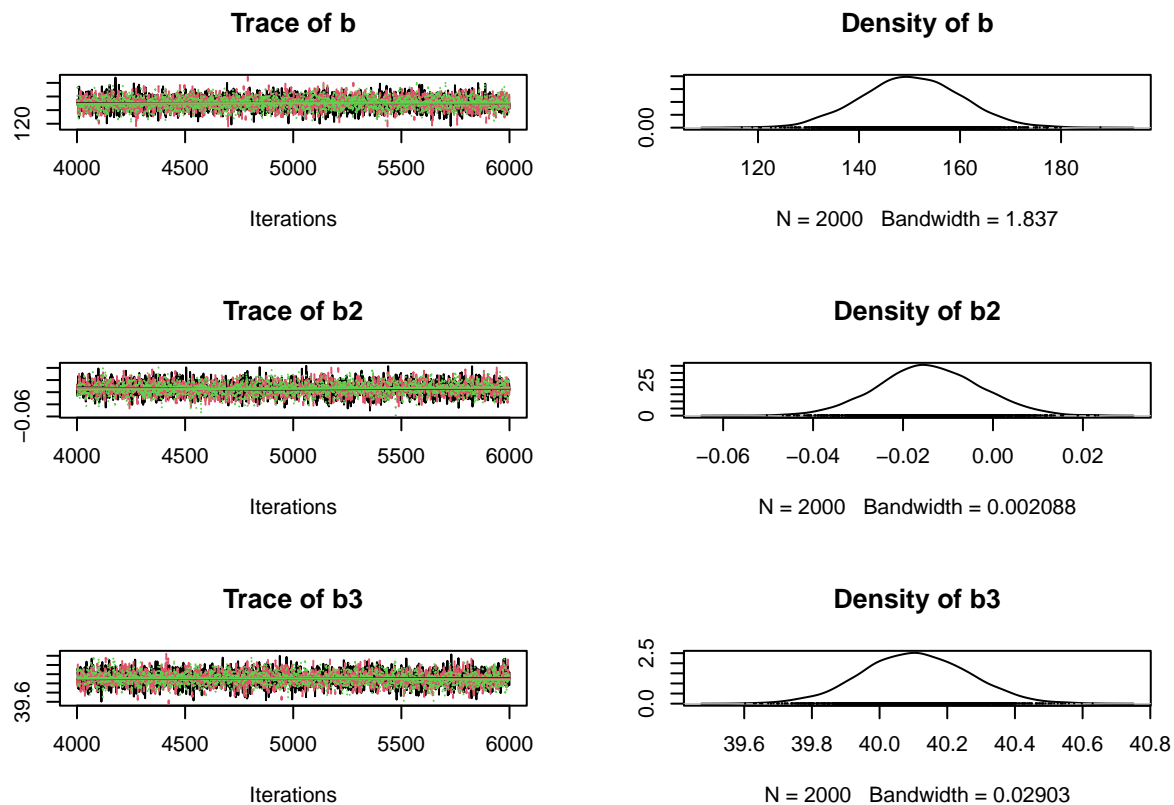 Trace of b
Density of b
120
0.00
4000 4500 5000 5500 6000
120 140 160 180
Iterations
N = 2000 Bandwidth = 1.837
Trace of b2
Density of b2
−0.06
0 25
4000 4500 5000 5500 6000
−0.06 −0.04 −0.02 0.00 0.02
Iterations
N = 2000 Bandwidth = 0.002088
Trace of b3
Density of b3
39.6
0.0 2.5
4000 4500 5000 5500 6000
39.6 39.8 40.0 40.2 40.4 40.6 40.8
Iterations
N = 2000 Bandwidth = 0.02903